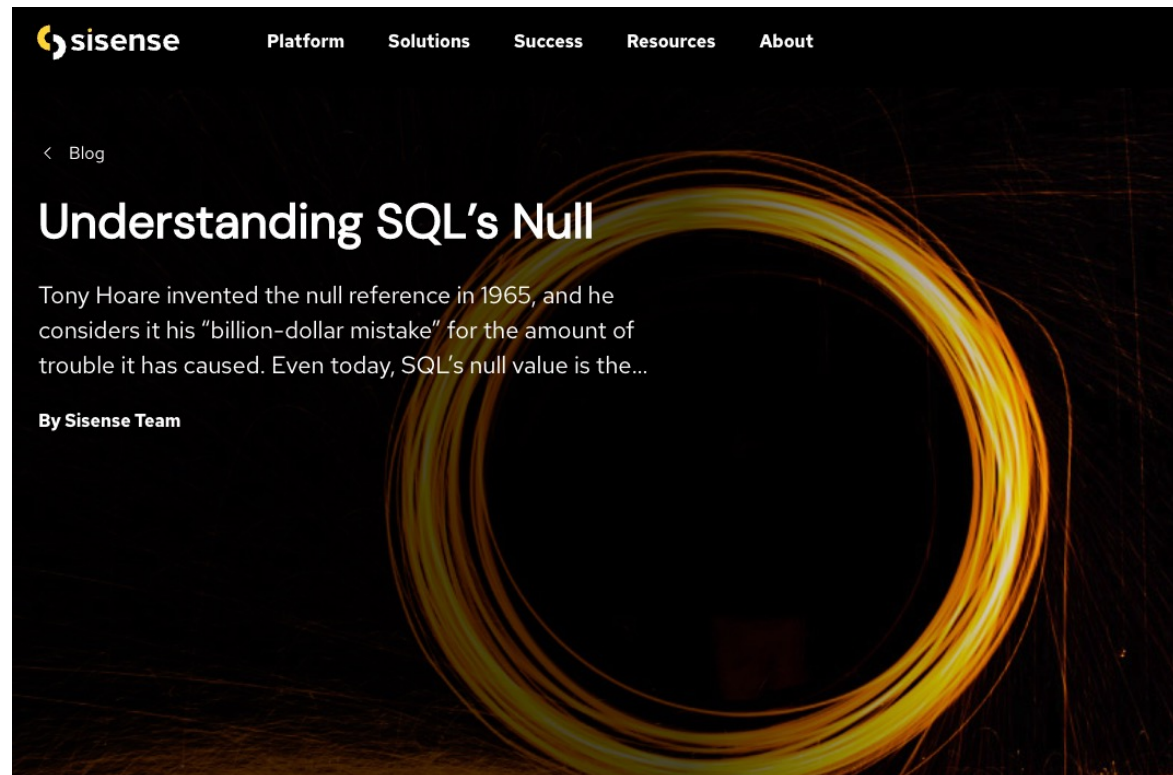 sisense
Platform Solutions Success Resources About
Blog
Understanding SQL’s Null
Tony Hoare invented the null reference in 1965, and he
considers it his “billion-dollar mistake” for the amount of
trouble it has caused. Even today, SQL’s null value is the...
By Sisense Team